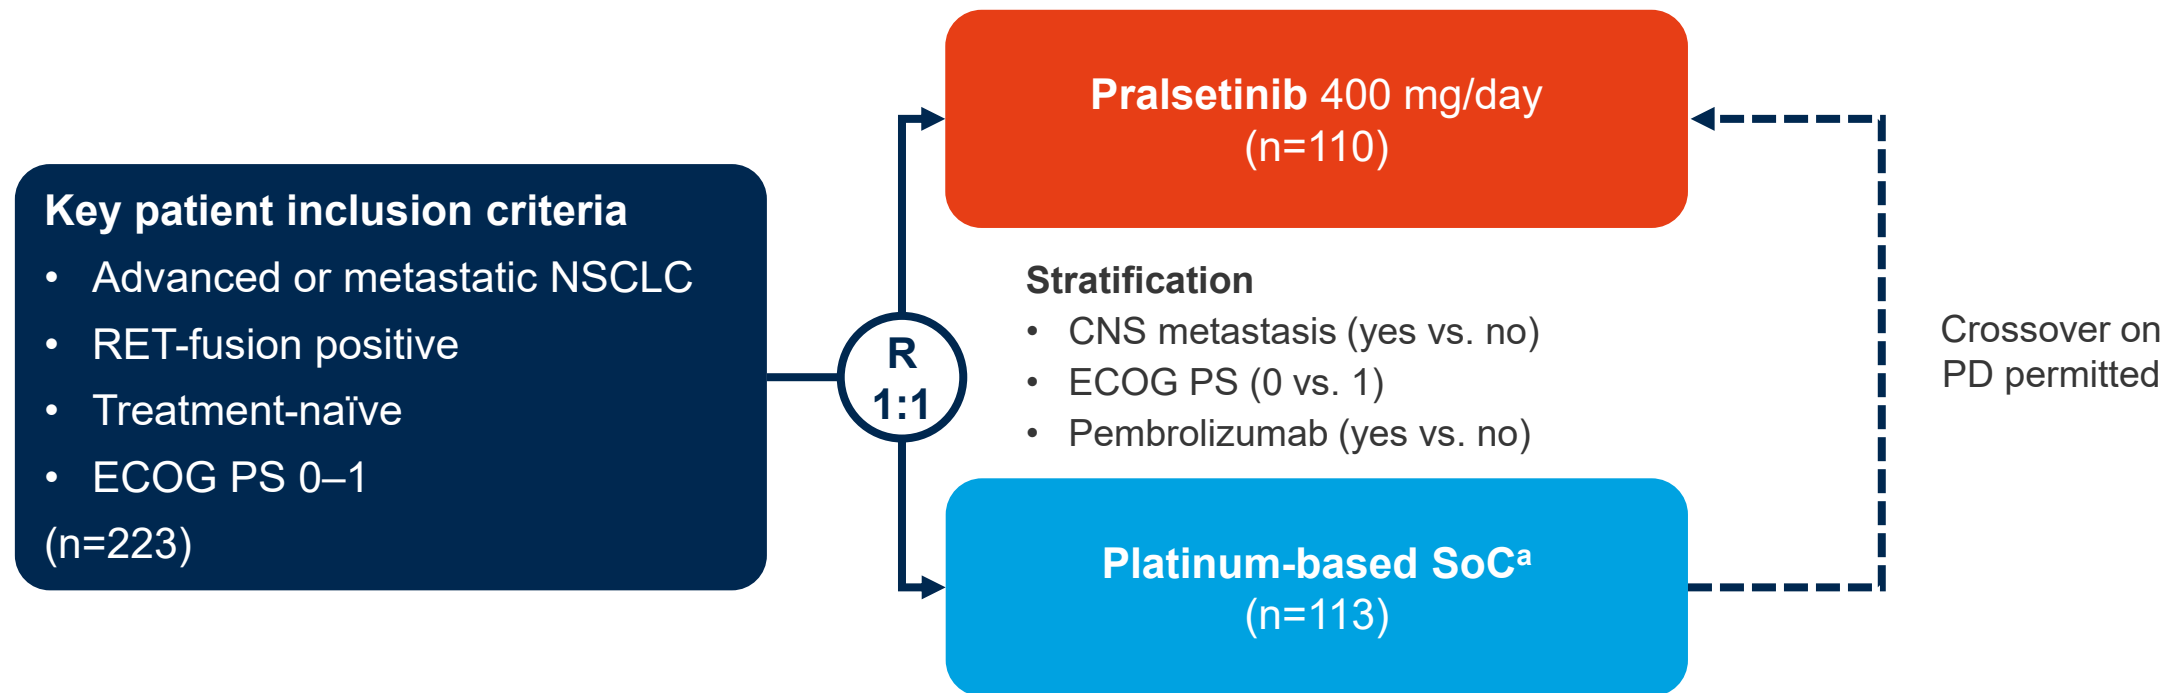 Key patient inclusion criteria
• Advanced or metastatic NSCLC
• RET-fusion positive
• Treatment-naïve
• ECOG PS 0–1
(n=223)
R
1:1
Pralsetinib 400 mg/day
(n=110)
Stratification
• CNS metastasis (yes vs. no)
• ECOG PS (0 vs. 1)
• Pembrolizumab (yes vs. no)
Platinum-based SoCᵃ
(n=113)
Crossover on
PD permitted